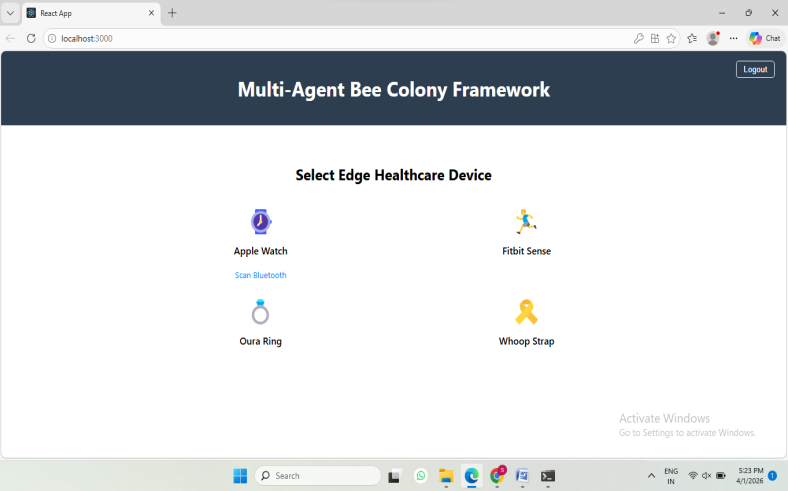 React App
localhost:3000
Chat
Logout
Multi-Agent Bee Colony Framework
Select Edge Healthcare Device
Apple Watch
Fitbit Sense
Scan Bluetooth
Oura Ring
Whoop Strap
Activate Windows
Go to Settings to activate Windows.
Search
S
ENG
IN
5:23 PM
4/1/2026
1